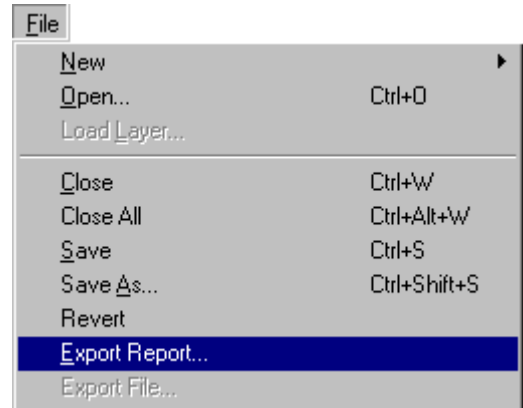 File
New
Open... Ctrl+O
Load Layer...
Close Ctrl+W
Close All Ctrl+Alt+W
Save Ctrl+S
Save As... Ctrl+Shift+S
Revert
Export Report...
Export File...